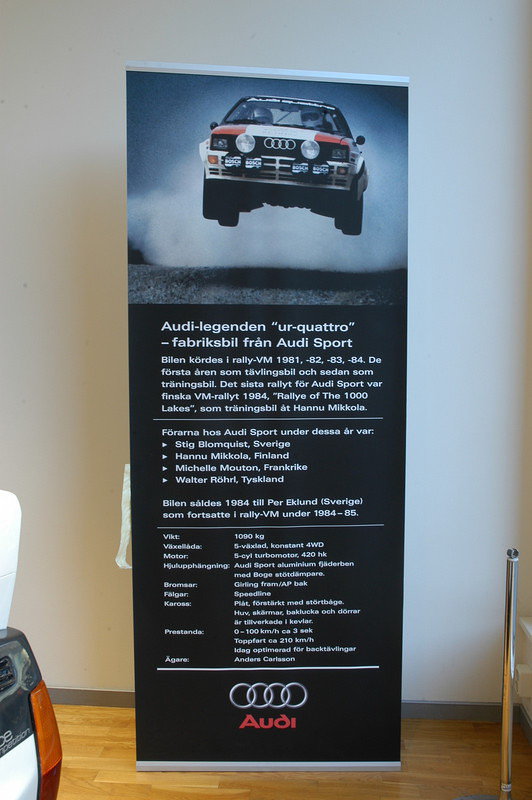 Audi quattro
BOSCH BOSCH BOSCH BOSCH
Audi-legenden "ur-quattro"
– fabriksbil från Audi Sport
Bilen kördes i rally-VM 1981, -82, -83, -84. De
första åren som tävlingsbil och sedan som
träningsbil. Det sista rallyt för Audi Sport var
finska VM-rallyt 1984, "Rallye of The 1000
Lakes", som träningsbil åt Hannu Mikkola.
Förarna hos Audi Sport under dessa år var:
▸ Stig Blomquist, Sverige
▸ Hannu Mikkola, Finland
▸ Michelle Mouton, Frankrike
▸ Walter Röhrl, Tyskland
Bilen såldes 1984 till Per Eklund (Sverige)
som fortsatte i rally-VM under 1984–85.
Vikt: 1090 kg
Växellåda: 5-växlad, konstant 4WD
Motor: 5-cyl turbomotor, 420 hk
Hjulupphängning: Audi Sport aluminium fjäderben
med Boge stötdämpare.
Bromsar: Girling fram/AP bak
Fälgar: Speedline
Kaross: Plåt, förstärkt med störtbåge.
Huv, skärmar, baklucka och dörrar
är tillverkade i kevlar.
Prestanda: 0–100 km/h ca 3 sek
Toppfart ca 210 km/h
Idag optimerad för backtävlingar
Ägare: Anders Carlsson
Audi